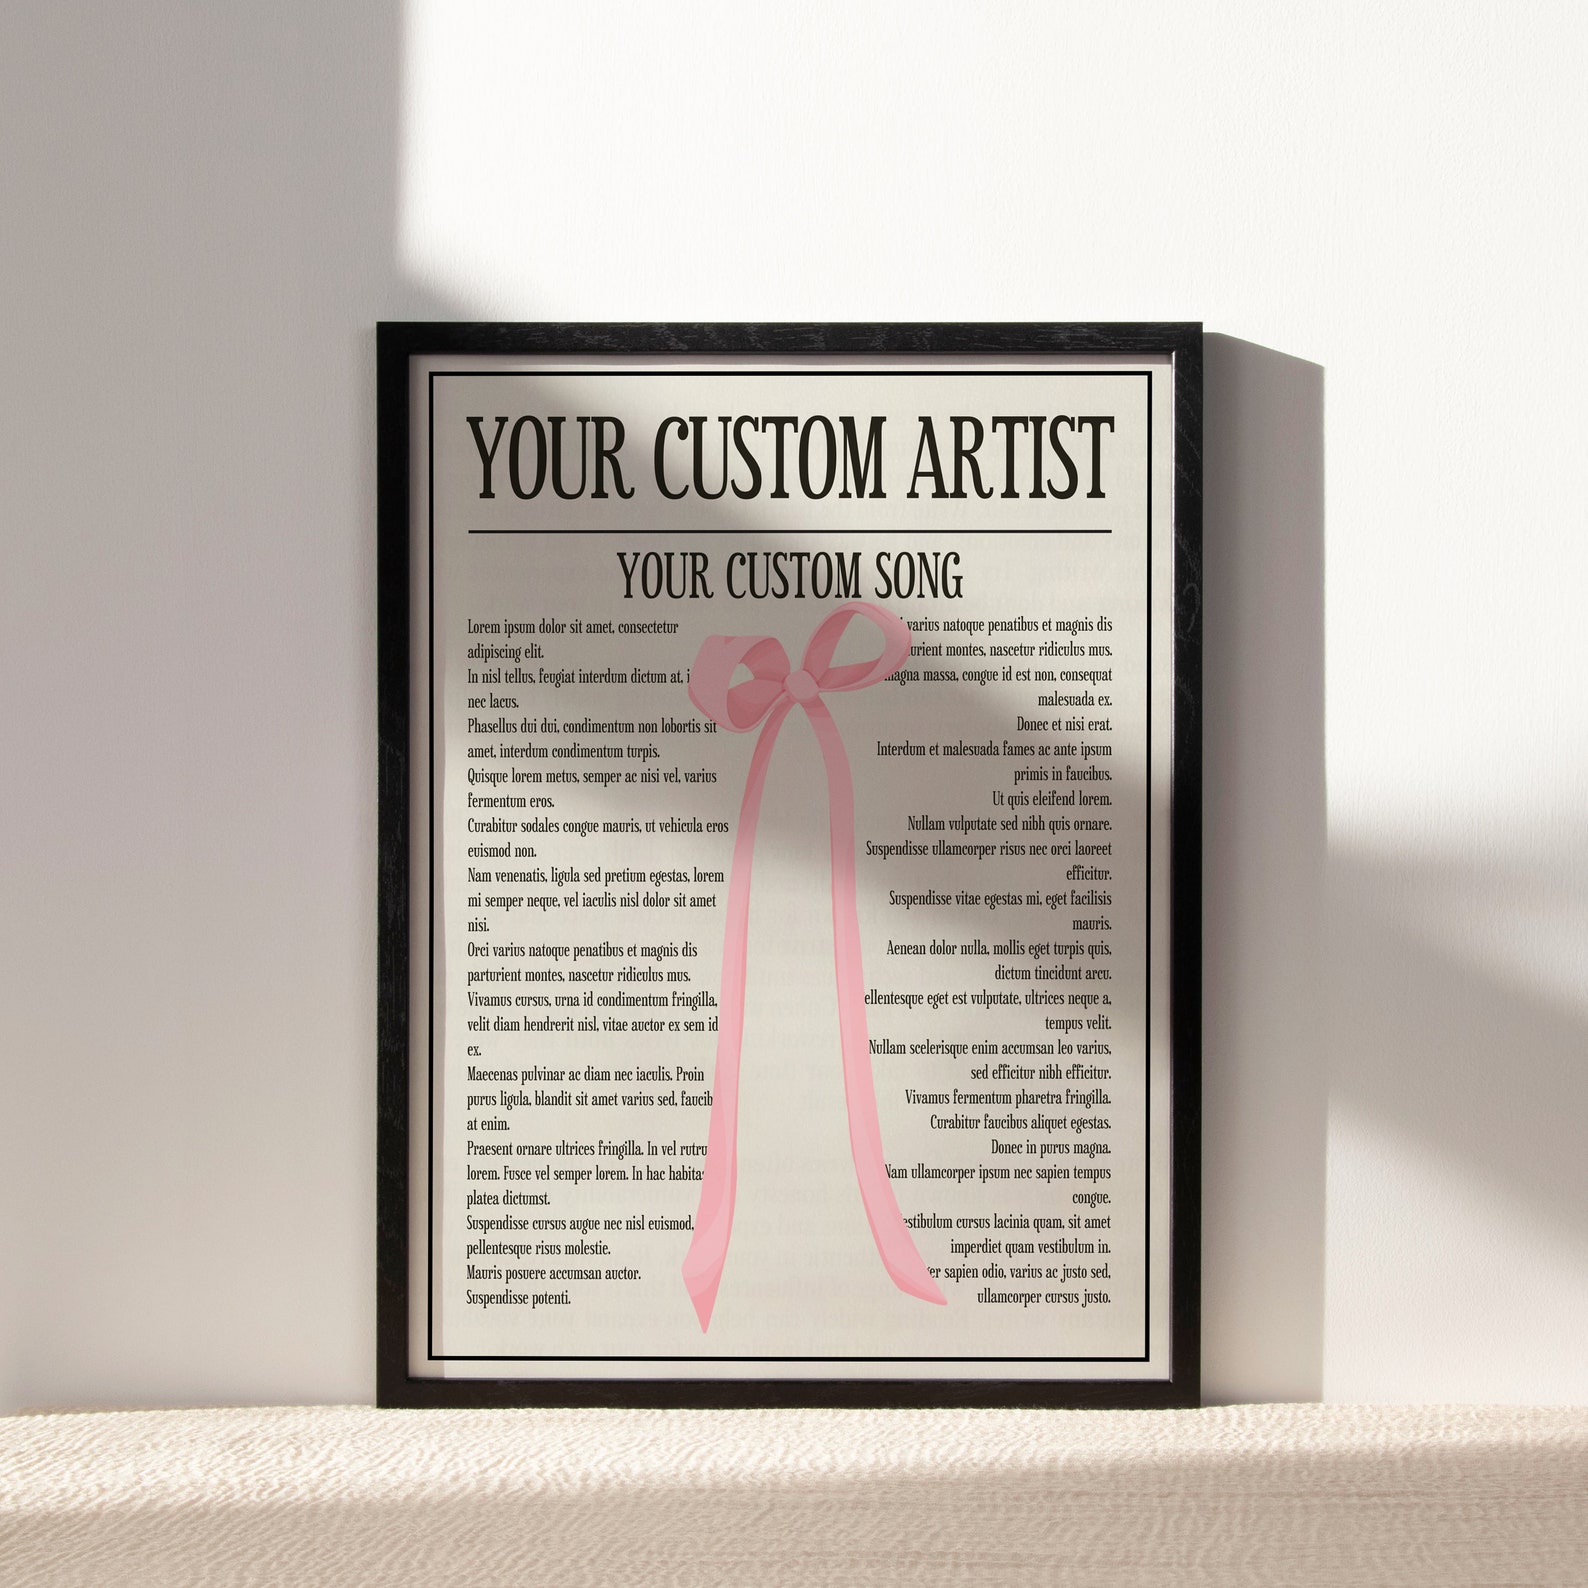 YOUR CUSTOM ARTIST
YOUR CUSTOM SONG
Lorem ipsum dolor sit amet, consectetur
adipiscing elit.
In nisl tellus, feugiat interdum dictum at, i
nec lacus.
Phasellus dui dui, condimentum non lobortis sit
amet, interdum condimentum turpis.
Quisque lorem metus, semper ac nisi vel, varius
fermentum eros.
Curabitur sodales congue mauris, ut vehicula eros
euismod non.
Nam venenatis, ligula sed pretium egestas, lorem
mi semper neque, vel iaculis nisl dolor sit amet
nisi.
Orci varius natoque penatibus et magnis dis
parturient montes, nascetur ridiculus mus.
Vivamus cursus, urna id condimentum fringilla,
velit diam hendrerit nisl, vitae auctor ex sem id
ex.
Maecenas pulvinar ac diam nec iaculis. Proin
purus ligula, blandit sit amet varius sed, faucib
at enim.
Praesent ornare ultrices fringilla. In vel rutru
lorem. Fusce vel semper lorem. In hac habitas
platea dictumst.
Suspendisse cursus augue nec nisl euismod,
pellentesque risus molestie.
Mauris posuere accumsan auctor.
Suspendisse potenti.
i varius natoque penatibus et magnis dis
urient montes, nascetur ridiculus mus.
magna massa, congue id est non, consequat
malesuada ex.
Donec et nisi erat.
Interdum et malesuada fames ac ante ipsum
primis in faucibus.
Ut quis eleifend lorem.
Nullam vulputate sed nibh quis ornare.
Suspendisse ullamcorper risus nec orci laoreet
efficitur.
Suspendisse vitae egestas mi, eget facilisis
mauris.
Aenean dolor nulla, mollis eget turpis quis,
dictum tincidunt arcu.
ellentesque eget est vulputate, ultrices neque a,
tempus velit.
Nullam scelerisque enim accumsan leo varius,
sed efficitur nibh efficitur.
Vivamus fermentum pharetra fringilla.
Curabitur faucibus aliquet egestas.
Donec in purus magna.
Nam ullamcorper ipsum nec sapien tempus
congue.
estibulum cursus lacinia quam, sit amet
imperdiet quam vestibulum in.
er sapien odio, varius ac justo sed,
ullamcorper cursus justo.